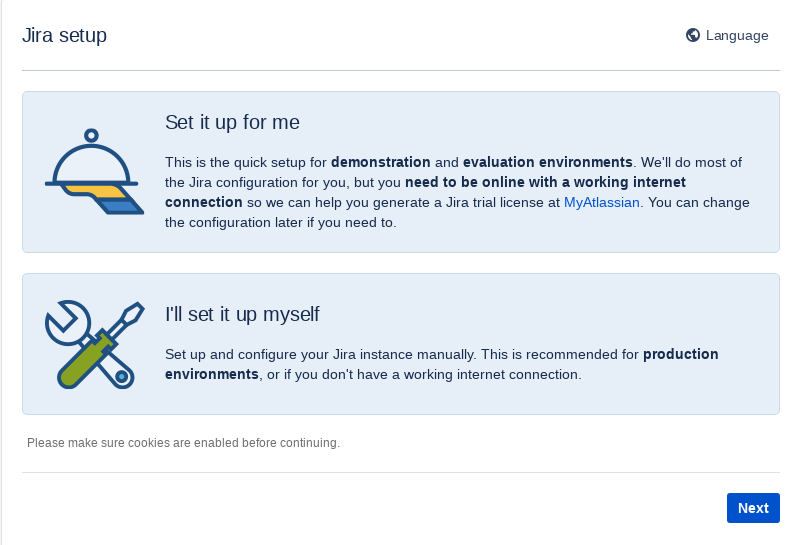 Jira setup
Language
Set it up for me
This is the quick setup for demonstration and evaluation environments. We'll do most of
the Jira configuration for you, but you need to be online with a working internet
connection so we can help you generate a Jira trial license at MyAtlassian. You can change
the configuration later if you need to.
I'll set it up myself
Set up and configure your Jira instance manually. This is recommended for production
environments, or if you don't have a working internet connection.
Please make sure cookies are enabled before continuing.
Next